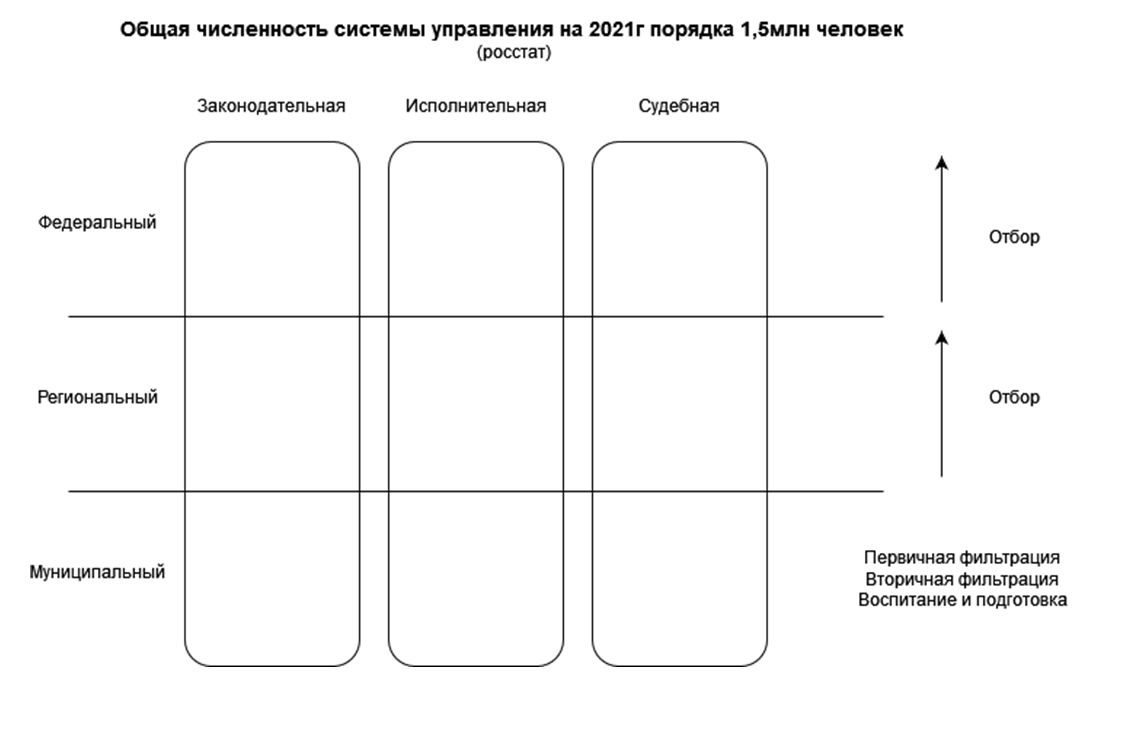 Общая численность системы управления на 2021г порядка 1,5млн человек
(росстат)
Законодательная
Исполнительная
Судебная
Федеральный
Отбор
Региональный
Отбор
Муниципальный
Первичная фильтрация
Вторичная фильтрация
Воспитание и подготовка